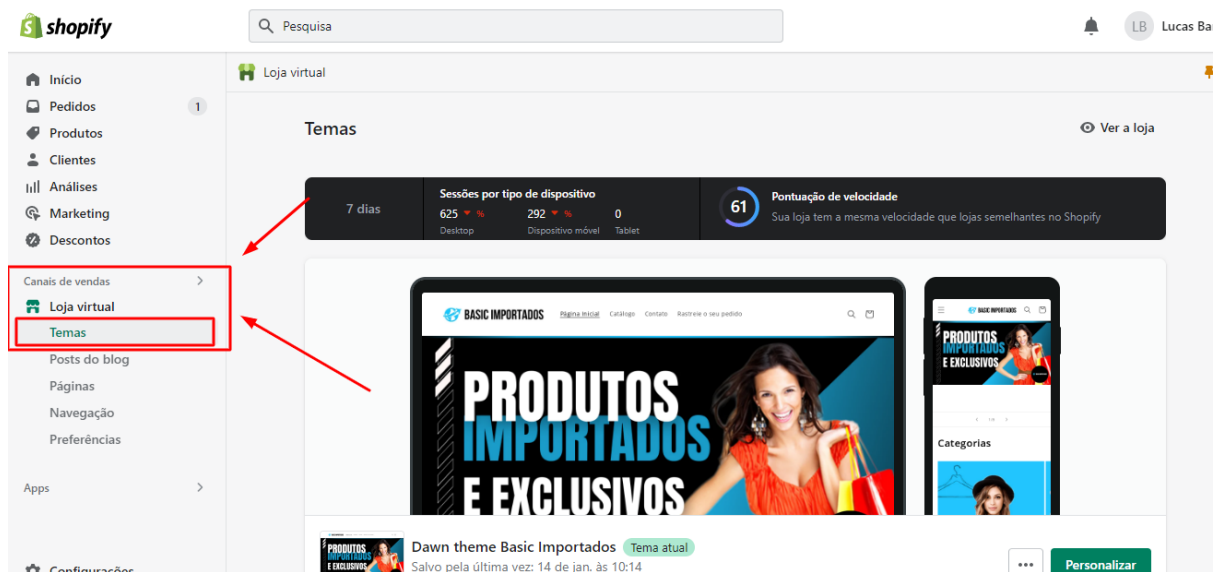 shopify
Pesquisa
LB
Lucas Ba
Início
Pedidos 1
Produtos
Clientes
Análises
Marketing
Descontos
Canais de vendas
Loja virtual
Temas
Posts do blog
Páginas
Navegação
Preferências
Apps
Configurações
Loja virtual
Temas
Ver a loja
7 dias
Sessões por tipo de dispositivo
625 % 292 % 0
Desktop Dispositivo móvel Tablet
61
Pontuação de velocidade
Sua loja tem a mesma velocidade que lojas semelhantes no Shopify
BASIC IMPORTADOS Página inicial Catálogo Contato Rastreie o seu pedido
PRODUTOS
IMPORTADOS
E EXCLUSIVOS
BASIC IMPORTADOS
PRODUTOS
IMPORTADOS
E EXCLUSIVOS
Categorias
PRODUTOS
IMPORTADOS
E EXCLUSIVOS
Dawn theme Basic Importados Tema atual
Salvo pela última vez: 14 de jan. às 10:14
Personalizar